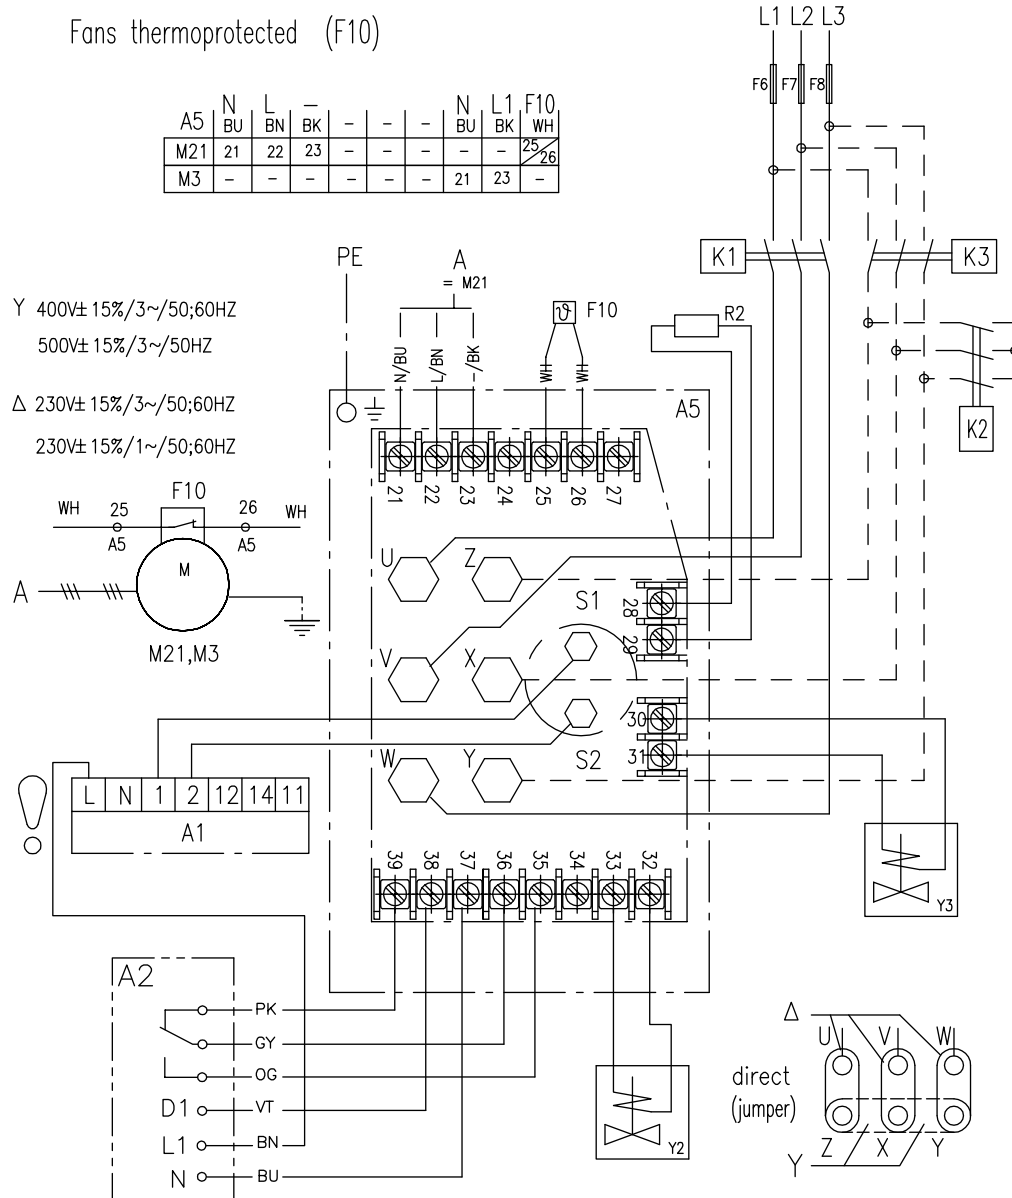 Fans thermoprotected (F10)
L1 L2 L3
F6 F7 F8
N L – N L1 F10
A5 BU BN BK - - - BU BK WH
M21 21 22 23 - - - - - 25/26
M3 - - - - - - 21 23 -
K1 K3
PE
A
= M21
F10
R2
Y 400V±15%/3~/50;60HZ
500V±15%/3~/50HZ
Δ 230V±15%/3~/50;60HZ
230V±15%/1~/50;60HZ
N/BU L/BN -/BK WH WH
ϑ
A5
K2
21 22 23 24 25 26 27
F10
WH 25 26 WH
A5 A5
M
A
M21,M3
U Z
S1
28
29
V X
30
31
S2
W Y
L N 1 2 12 14 11
A1
39 38 37 36 35 34 33 32
Y3
A2
PK
GY
OG
D1 VT
L1 BN
N BU
Y2
Δ
U V W
direct
(jumper)
Z X Y
Y